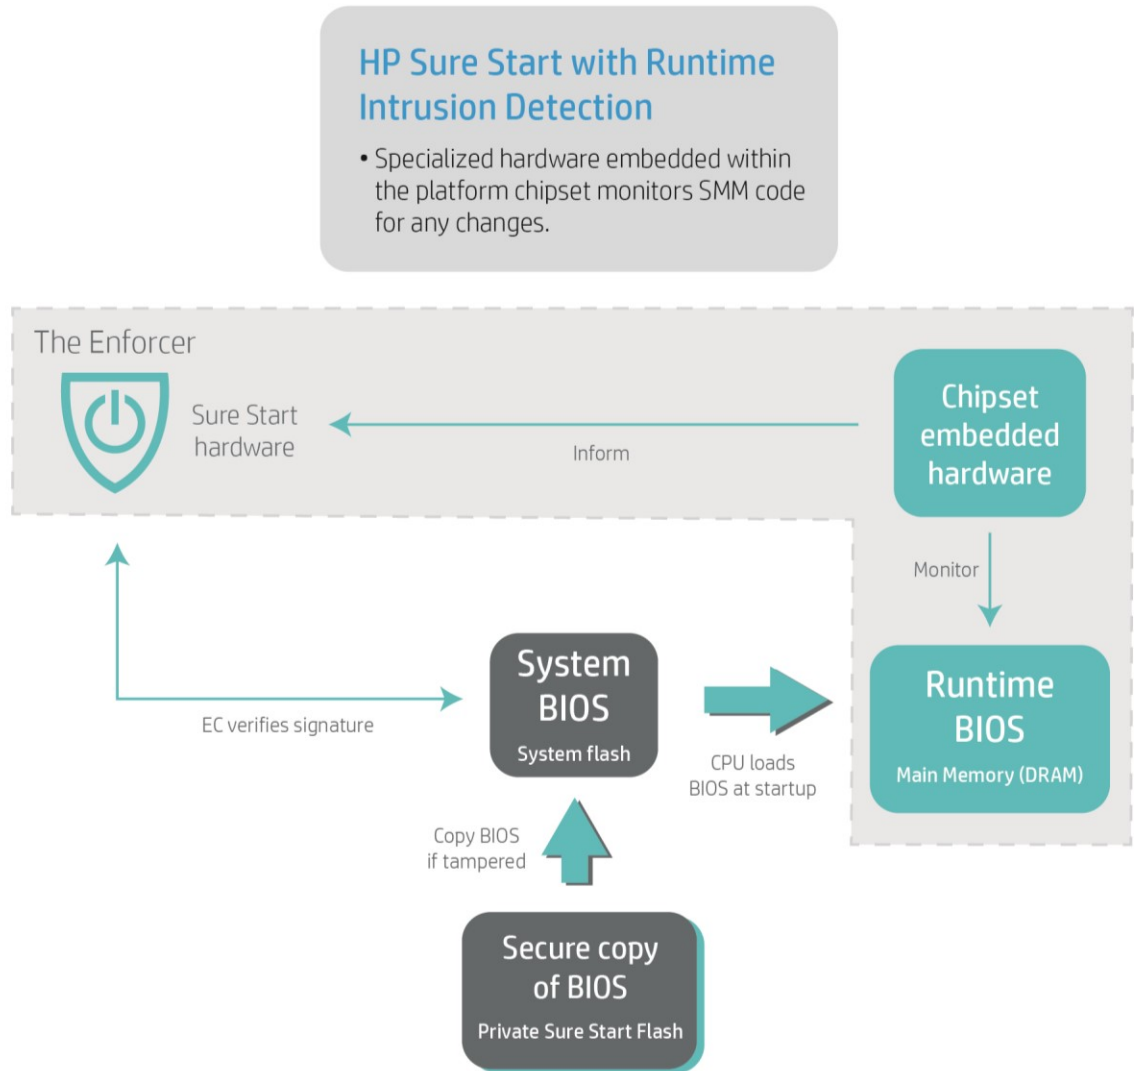 HP Sure Start with Runtime
Intrusion Detection
• Specialized hardware embedded within
the platform chipset monitors SMM code
for any changes.
The Enforcer
Sure Start
hardware
Inform
Chipset
embedded
hardware
Monitor
System
BIOS
System flash
EC verifies signature
CPU loads
BIOS at startup
Runtime
BIOS
Main Memory (DRAM)
Copy BIOS
if tampered
Secure copy
of BIOS
Private Sure Start Flash